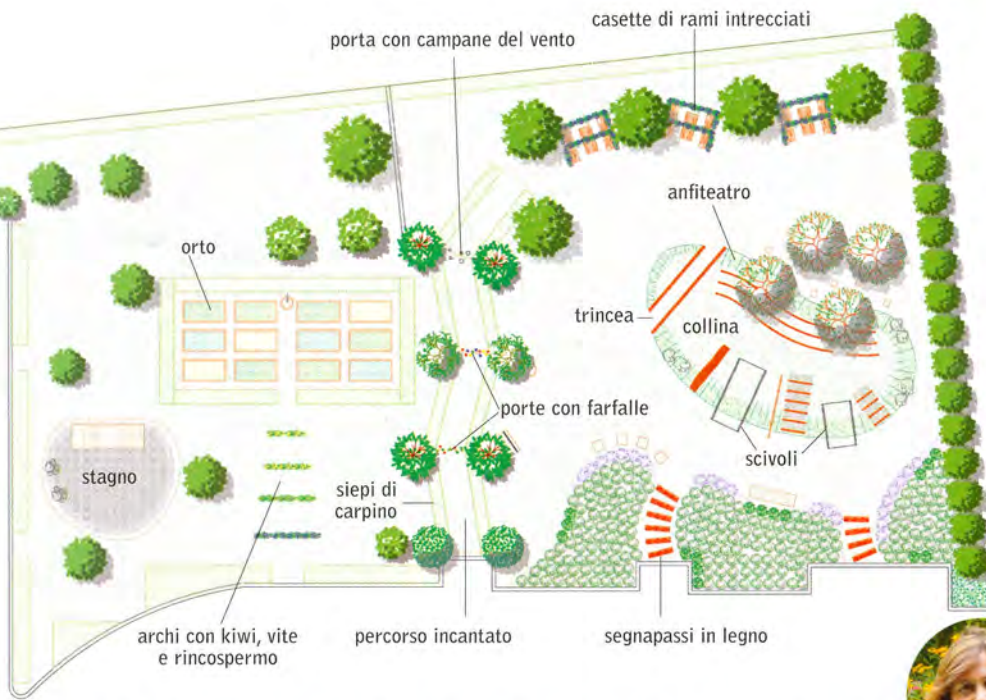 casette di rami intrecciati
porta con campane del vento
anfiteatro
orto
trincea
collina
porte con farfalle
scivoli
stagno
siepi di
carpino
archi con kiwi, vite
e rincospermo
percorso incantato
segnapassi in legno